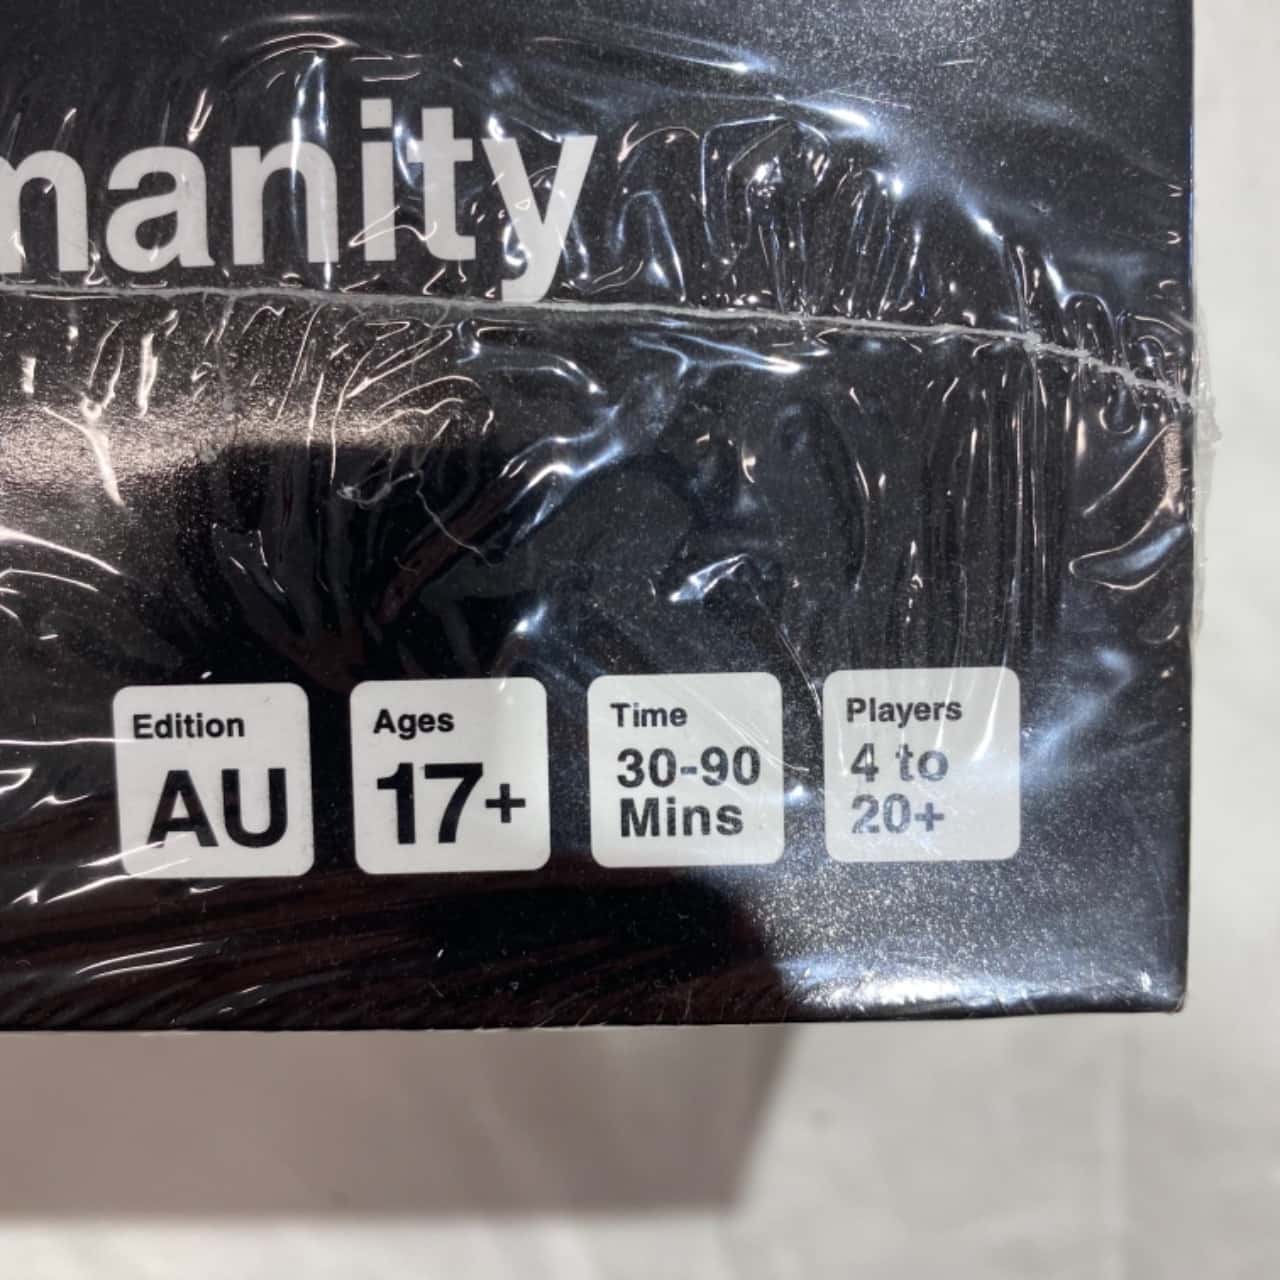 manity
Edition
AU
Ages
17+
Time
30-90
Mins
Players
4 to
20+